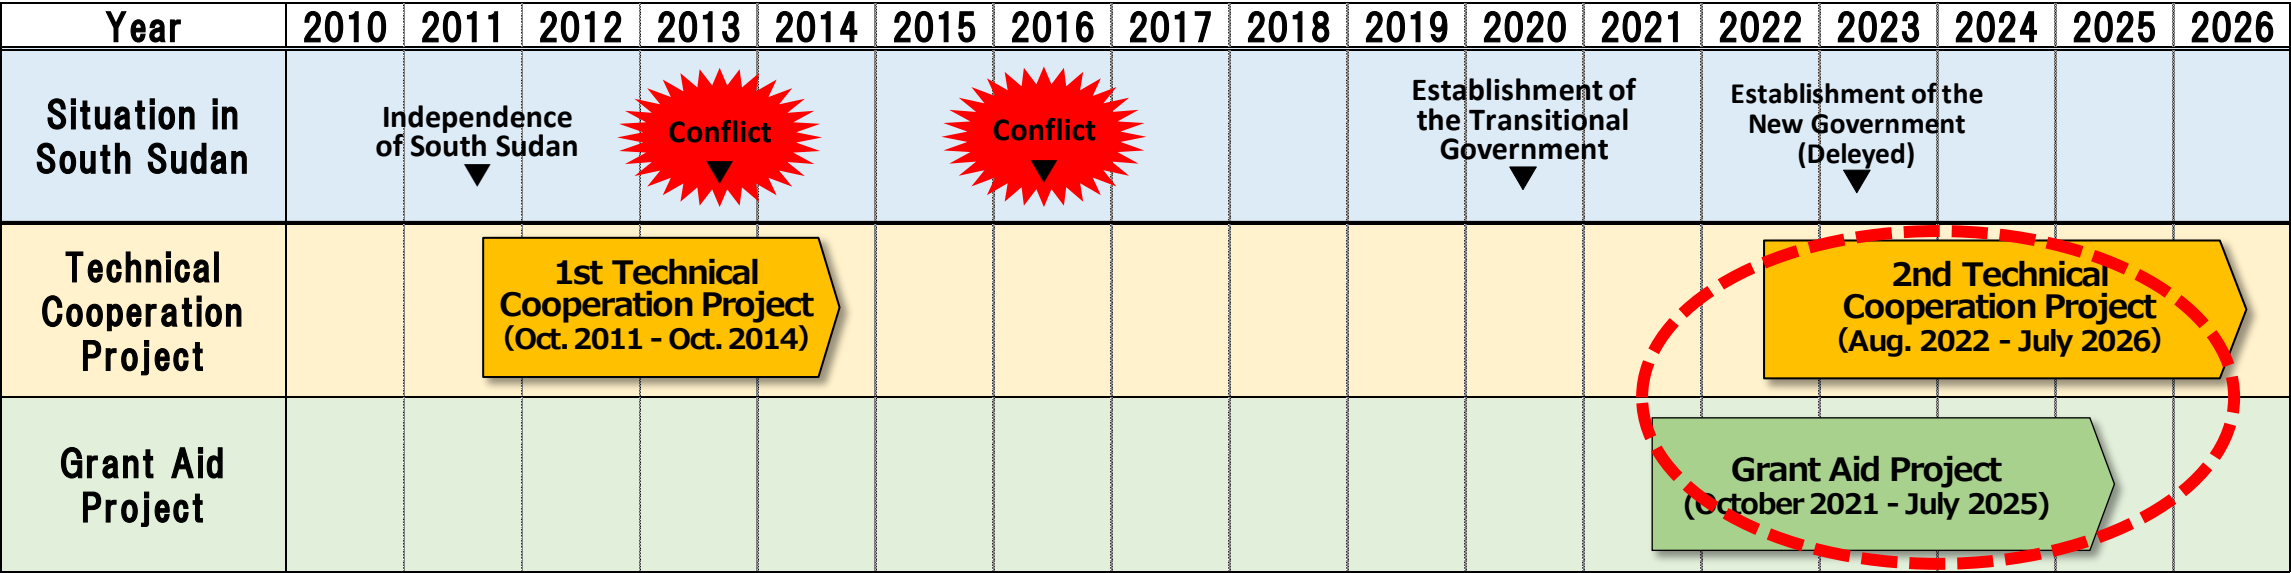 Year 2010 2011 2012 2013 2014 2015 2016 2017 2018 2019 2020 2021 2022 2023 2024 2025 2026
Situation in
South Sudan
Independence
of South Sudan
Conflict
Conflict
Establishment of
the Transitional
Government
Establishment of the
New Government
(Deleyed)
Technical
Cooperation
Project
1st Technical
Cooperation Project
(Oct. 2011 - Oct. 2014)
2nd Technical
Cooperation Project
(Aug. 2022 - July 2026)
Grant Aid
Project
Grant Aid Project
(October 2021 - July 2025)